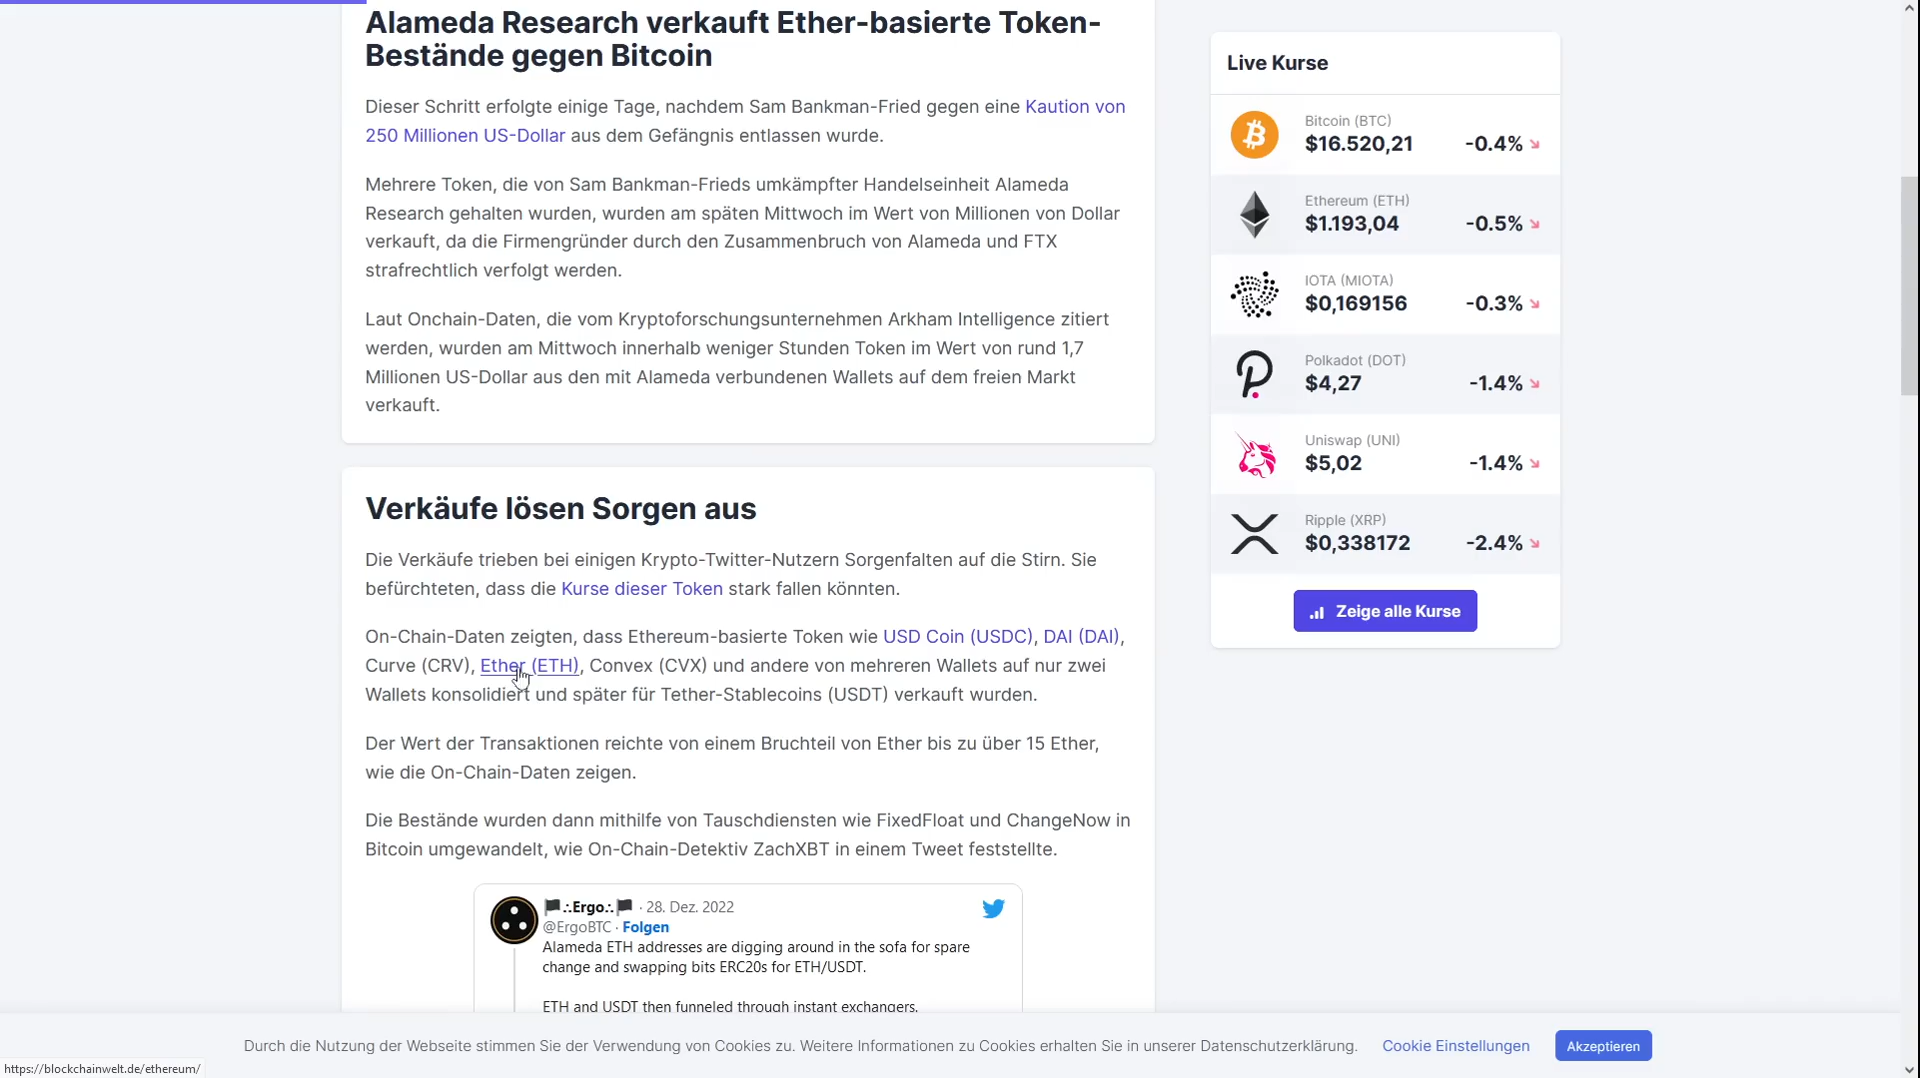 Alameda Research verkauft Ether-basierte Token-
Bestände gegen Bitcoin
Dieser Schritt erfolgte einige Tage, nachdem Sam Bankman-Fried gegen eine Kaution von
250 Millionen US-Dollar aus dem Gefängnis entlassen wurde.
Mehrere Token, die von Sam Bankman-Frieds umkämpfter Handelseinheit Alameda
Research gehalten wurden, wurden am späten Mittwoch im Wert von Millionen von Dollar
verkauft, da die Firmengründer durch den Zusammenbruch von Alameda und FTX
strafrechtlich verfolgt werden.
Laut Onchain-Daten, die vom Kryptoforschungsunternehmen Arkham Intelligence zitiert
werden, wurden am Mittwoch innerhalb weniger Stunden Token im Wert von rund 1,7
Millionen US-Dollar aus den mit Alameda verbundenen Wallets auf dem freien Markt
verkauft.
Verkäufe lösen Sorgen aus
Die Verkäufe trieben bei einigen Krypto-Twitter-Nutzern Sorgenfalten auf die Stirn. Sie
befürchteten, dass die Kurse dieser Token stark fallen könnten.
On-Chain-Daten zeigten, dass Ethereum-basierte Token wie USD Coin (USDC), DAI (DAI),
Curve (CRV), Ether (ETH), Convex (CVX) und andere von mehreren Wallets auf nur zwei
Wallets konsolidiert und später für Tether-Stablecoins (USDT) verkauft wurden.
Der Wert der Transaktionen reichte von einem Bruchteil von Ether bis zu über 15 Ether,
wie die On-Chain-Daten zeigen.
Die Bestände wurden dann mithilfe von Tauschdiensten wie FixedFloat und ChangeNow in
Bitcoin umgewandelt, wie On-Chain-Detektiv ZachXBT in einem Tweet feststellte.
🏴∴Ergo∴🏴 · 28. Dez. 2022
@ErgoBTC · Folgen
Alameda ETH addresses are digging around in the sofa for spare
change and swapping bits ERC20s for ETH/USDT.
ETH and USDT then funneled through instant exchangers.
Live Kurse
Bitcoin (BTC)
$16.520,21 -0.4%
Ethereum (ETH)
$1.193,04 -0.5%
IOTA (MIOTA)
$0,169156 -0.3%
Polkadot (DOT)
$4,27 -1.4%
Uniswap (UNI)
$5,02 -1.4%
Ripple (XRP)
$0,338172 -2.4%
Zeige alle Kurse
Durch die Nutzung der Webseite stimmen Sie der Verwendung von Cookies zu. Weitere Informationen zu Cookies erhalten Sie in unserer Datenschutzerklärung. Cookie Einstellungen Akzeptieren
https://blockchainwelt.de/ethereum/